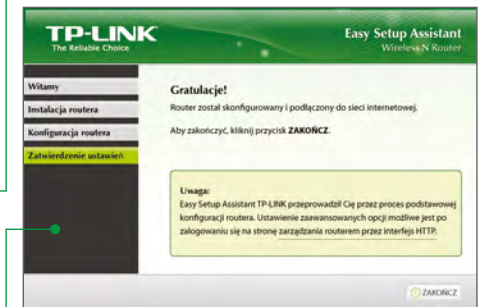 TP-LINK
The Reliable Choice
Easy Setup Assistant
Wireless N Router
Witamy
Instalacja routera
Konfiguracja routera
Zatwierdzenie ustawień
Gratulacje!
Router został skonfigurowany i podłączony do sieci internetowej.
Aby zakończyć, kliknij przycisk ZAKOŃCZ.
Uwaga:
Easy Setup Assistant TP-LINK przeprowadził Cię przez proces podstawowej
konfiguracji routera. Ustawienie zaawansowanych opcji możliwe jest po
zalogowaniu się na stronę zarządzania routerem przez interfejs HTTP.
ZAKOŃCZ